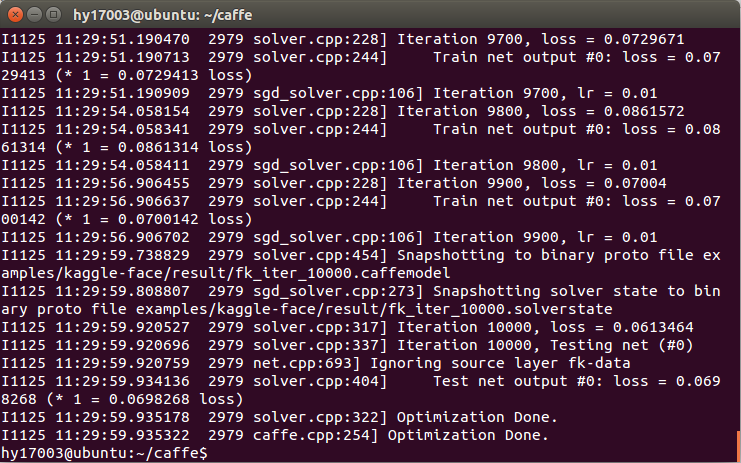 hy17003@ubuntu: ~/caffe
I1125 11:29:51.190470  2979 solver.cpp:228] Iteration 9700, loss = 0.0729671
I1125 11:29:51.190713  2979 solver.cpp:244]     Train net output #0: loss = 0.07
29413 (* 1 = 0.0729413 loss)
I1125 11:29:51.190909  2979 sgd_solver.cpp:106] Iteration 9700, lr = 0.01
I1125 11:29:54.058154  2979 solver.cpp:228] Iteration 9800, loss = 0.0861572
I1125 11:29:54.058341  2979 solver.cpp:244]     Train net output #0: loss = 0.08
61314 (* 1 = 0.0861314 loss)
I1125 11:29:54.058411  2979 sgd_solver.cpp:106] Iteration 9800, lr = 0.01
I1125 11:29:56.906455  2979 solver.cpp:228] Iteration 9900, loss = 0.07004
I1125 11:29:56.906637  2979 solver.cpp:244]     Train net output #0: loss = 0.07
00142 (* 1 = 0.0700142 loss)
I1125 11:29:56.906702  2979 sgd_solver.cpp:106] Iteration 9900, lr = 0.01
I1125 11:29:59.738829  2979 solver.cpp:454] Snapshotting to binary proto file ex
amples/kaggle-face/result/fk_iter_10000.caffemodel
I1125 11:29:59.808807  2979 sgd_solver.cpp:273] Snapshotting solver state to bin
ary proto file examples/kaggle-face/result/fk_iter_10000.solverstate
I1125 11:29:59.920527  2979 solver.cpp:317] Iteration 10000, loss = 0.0613464
I1125 11:29:59.920696  2979 solver.cpp:337] Iteration 10000, Testing net (#0)
I1125 11:29:59.920759  2979 net.cpp:693] Ignoring source layer fk-data
I1125 11:29:59.934136  2979 solver.cpp:404]     Test net output #0: loss = 0.069
8268 (* 1 = 0.0698268 loss)
I1125 11:29:59.935178  2979 solver.cpp:322] Optimization Done.
I1125 11:29:59.935322  2979 caffe.cpp:254] Optimization Done.
hy17003@ubuntu:~/caffe$